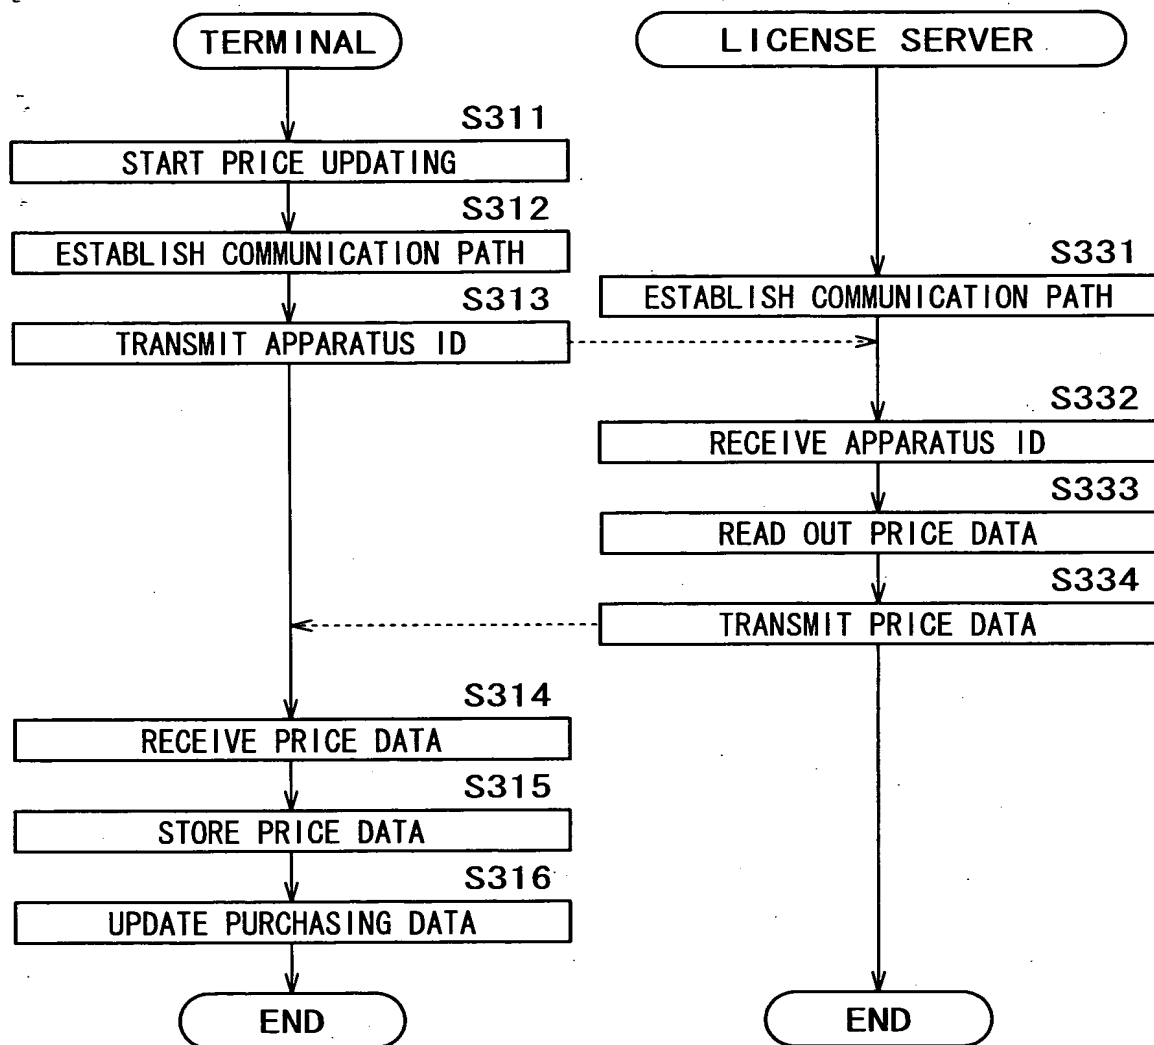 TERMINAL
S311
START PRICE UPDATING
S312
ESTABLISH COMMUNICATION PATH
S313
TRANSMIT APPARATUS ID
S314
RECEIVE PRICE DATA
S315
STORE PRICE DATA
S316
UPDATE PURCHASING DATA
END
LICENSE SERVER
S331
ESTABLISH COMMUNICATION PATH
S332
RECEIVE APPARATUS ID
S333
READ OUT PRICE DATA
S334
TRANSMIT PRICE DATA
END